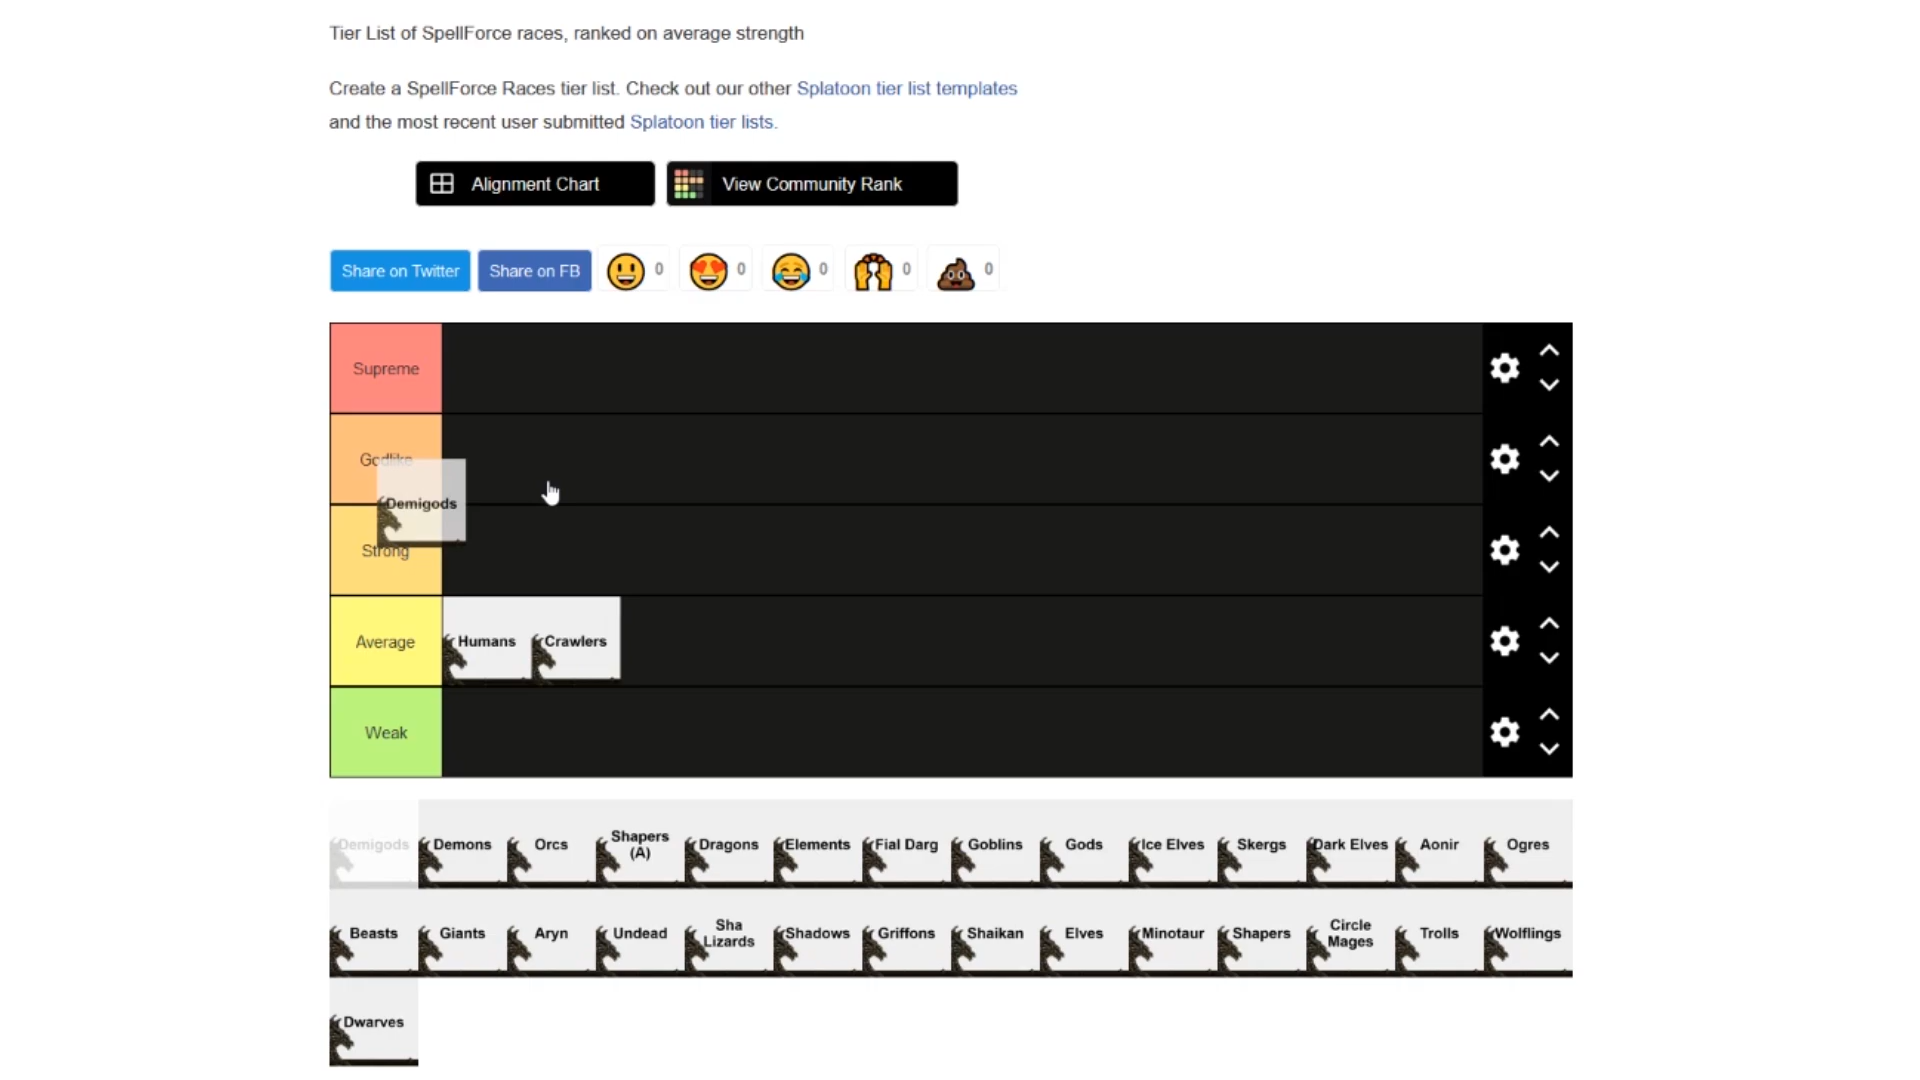 Tier List of SpellForce races, ranked on average strength
Create a SpellForce Races tier list. Check out our other Splatoon tier list templates
and the most recent user submitted Splatoon tier lists.
Alignment Chart
View Community Rank
Share on Twitter
Share on FB
0
0
0
0
0
Supreme
Godlike
Demigods
Strong
Average
Humans
Crawlers
Weak
Demigods
Demons
Orcs
Shapers
(A)
Dragons
Elements
Fial Darg
Goblins
Gods
Ice Elves
Skergs
Dark Elves
Aonir
Ogres
Beasts
Giants
Aryn
Undead
Sha
Lizards
Shadows
Griffons
Shaikan
Elves
Minotaur
Shapers
Circle
Mages
Trolls
Wolflings
Dwarves